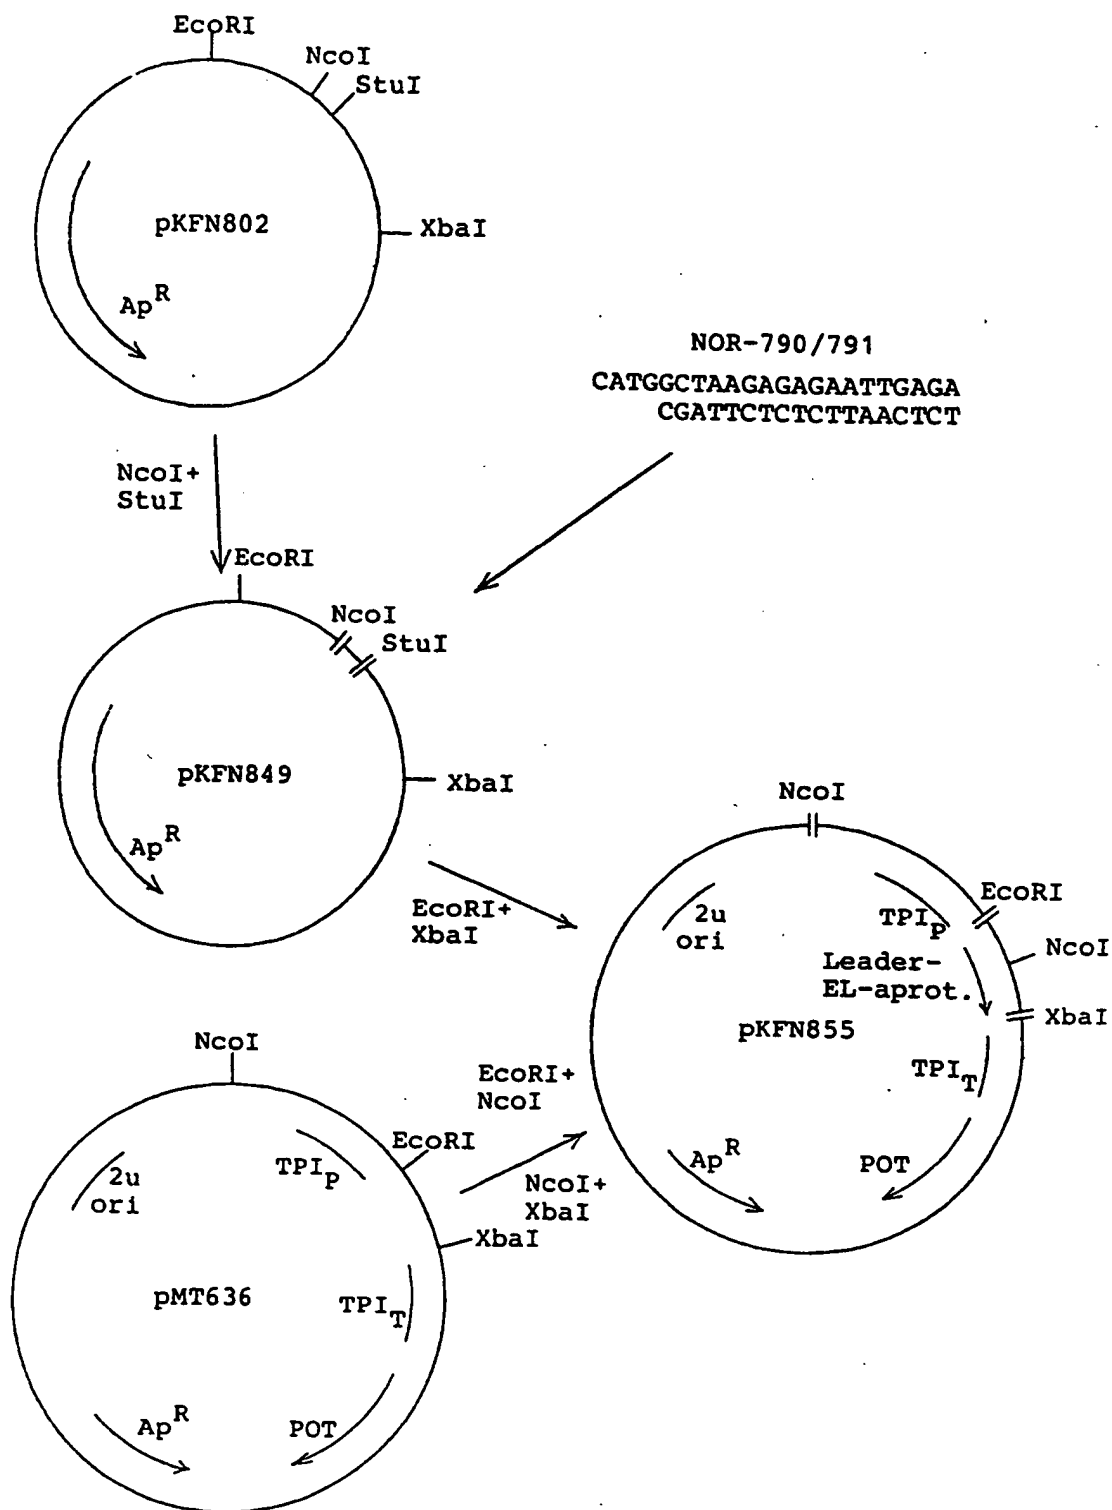 EcoRI
NcoI
StuI
pKFN802
XbaI
Ap^R
NOR-790/791
CATGGCTAAGAGAGAATTGAGA
CGATTCTCTCTTAACTCT
NcoI+
StuI
EcoRI
NcoI
StuI
pKFN849
XbaI
Ap^R
EcoRI+
XbaI
NcoI
2u
ori
TPI_P
EcoRI
NcoI
Leader-
EL-aprot.
XbaI
pKFN855
TPI_T
Ap^R
POT
NcoI
EcoRI+
NcoI
2u
ori
TPI_P
EcoRI
NcoI+
XbaI
XbaI
pMT636
TPI_T
Ap^R
POT